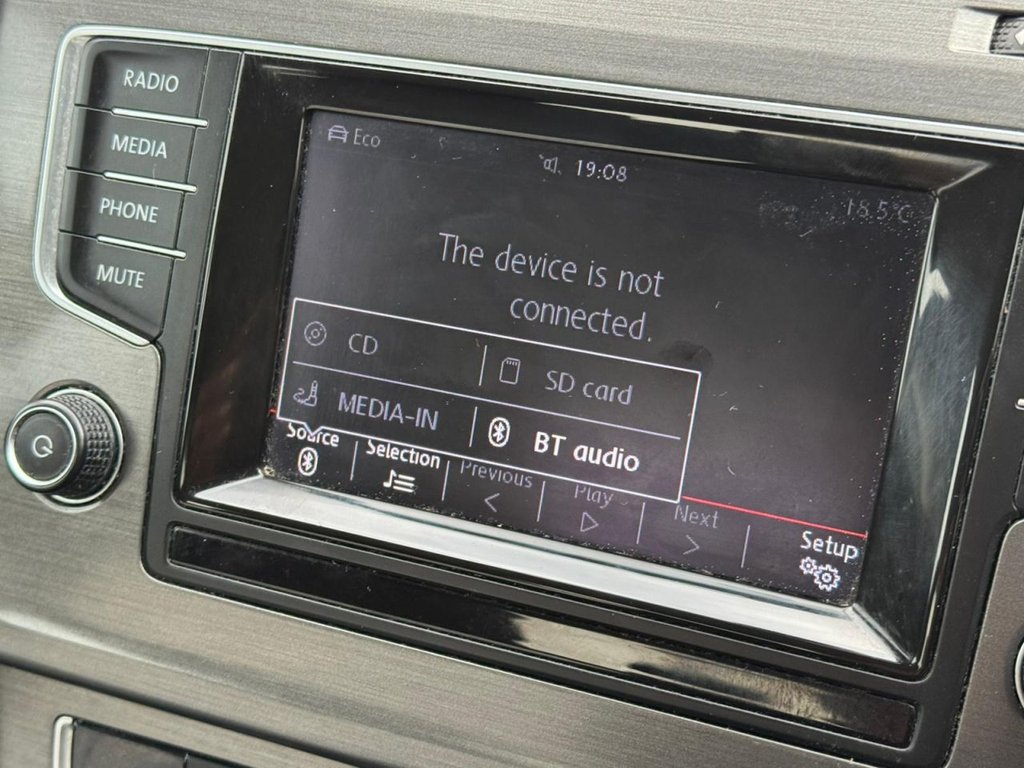 RADIO
MEDIA
PHONE
MUTE
Eco
19:08
18.5°C
The device is not
connected.
CD
SD card
MEDIA-IN
BT audio
Source
Selection
Previous
Play
Next
Setup